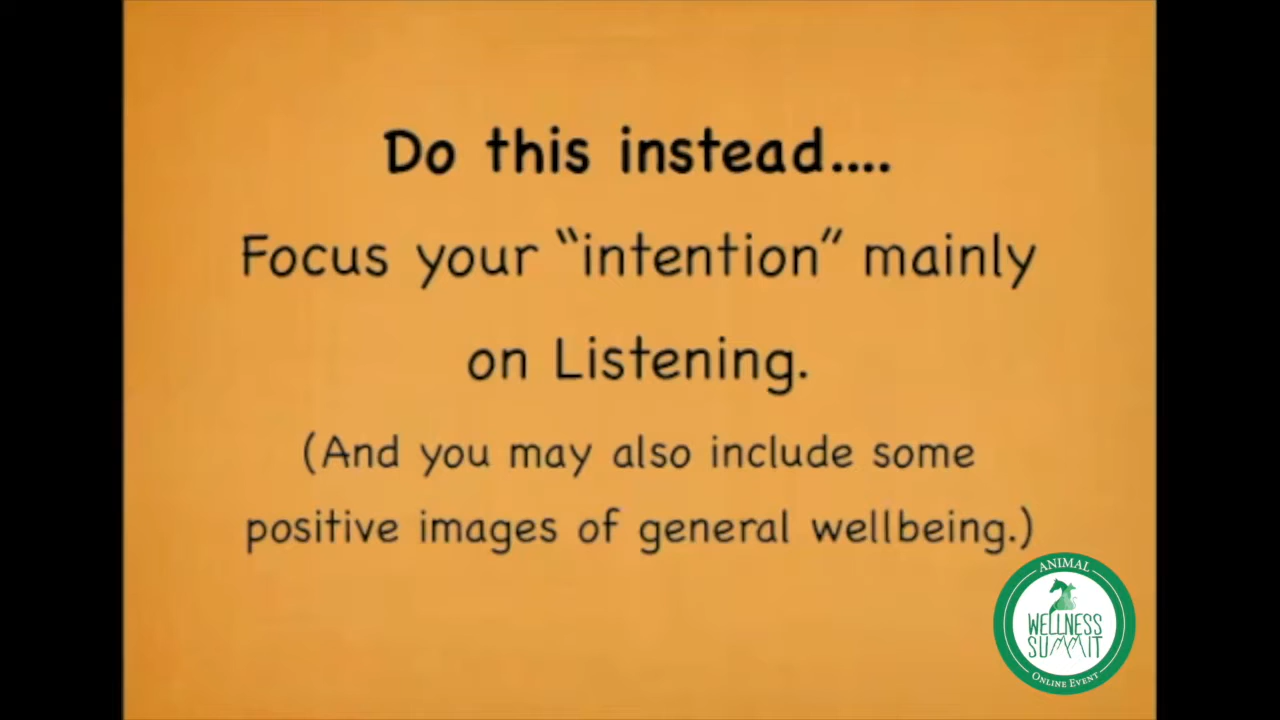 Do this instead....
Focus your “intention” mainly
on Listening.
(And you may also include some
positive images of general wellbeing.)
ANIMAL
WELLNESS
SUMMIT
ONLINE EVENT